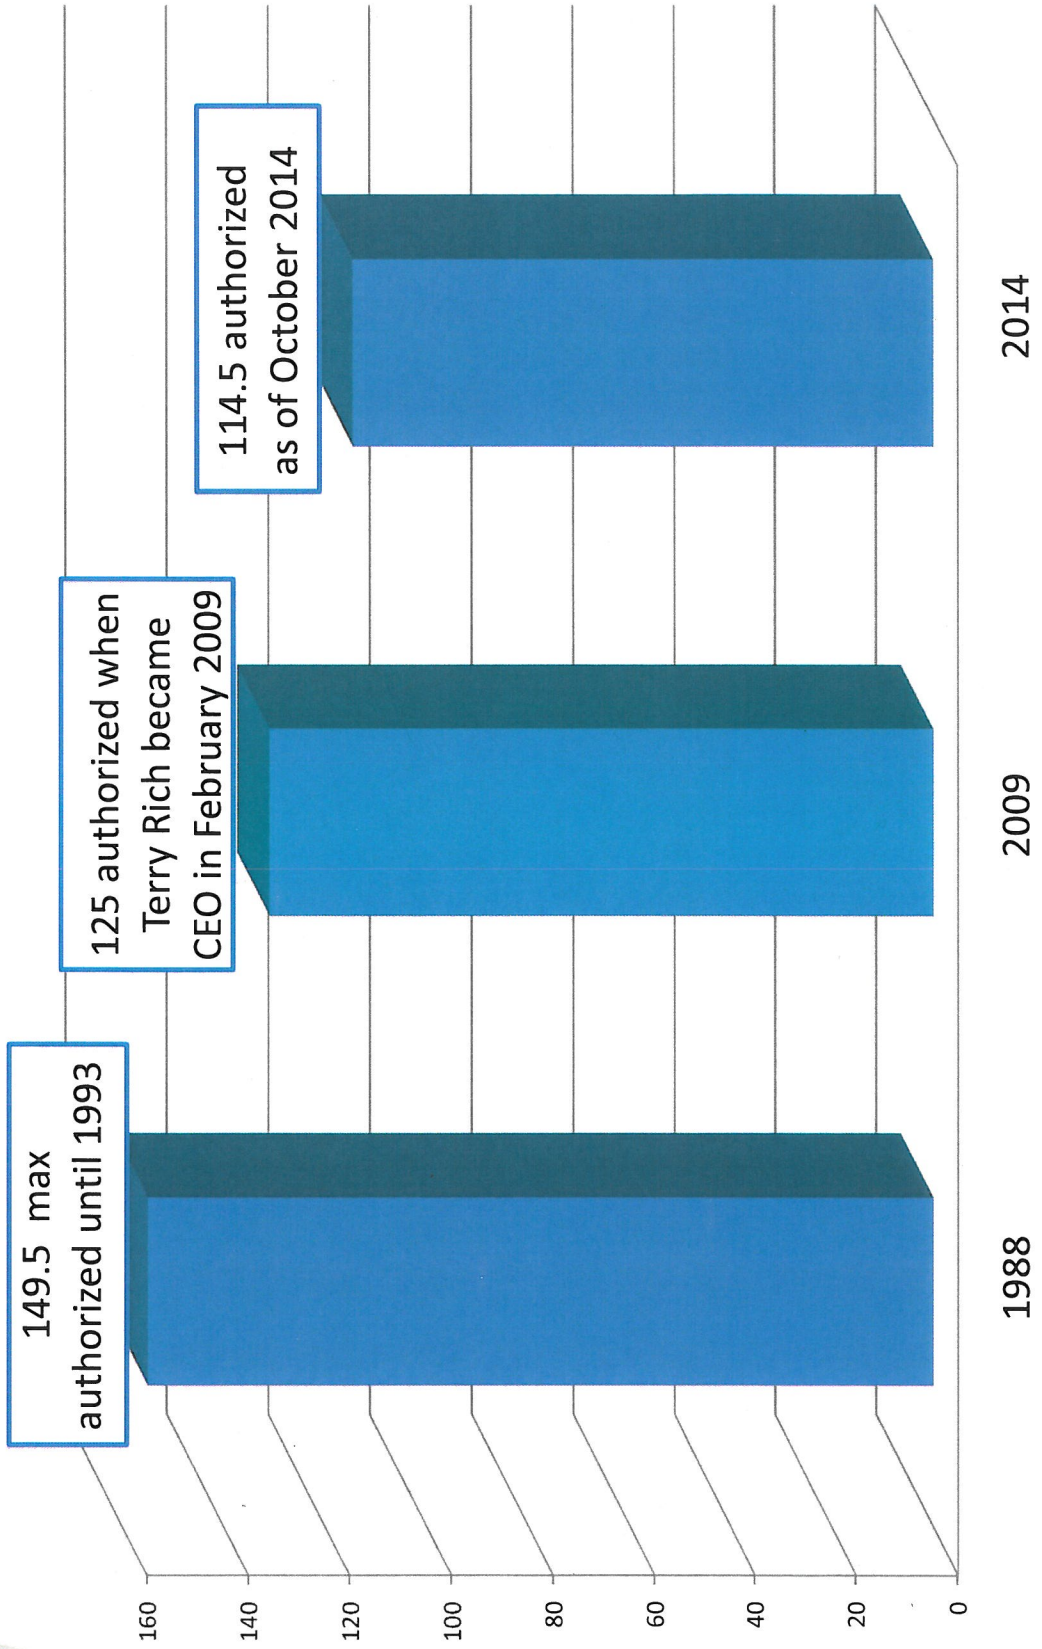 149.5 max
authorized until 1993
125 authorized when
Terry Rich became
CEO in February 2009
114.5 authorized
as of October 2014
160
140
120
100
80
60
40
20
0
1988
2009
2014